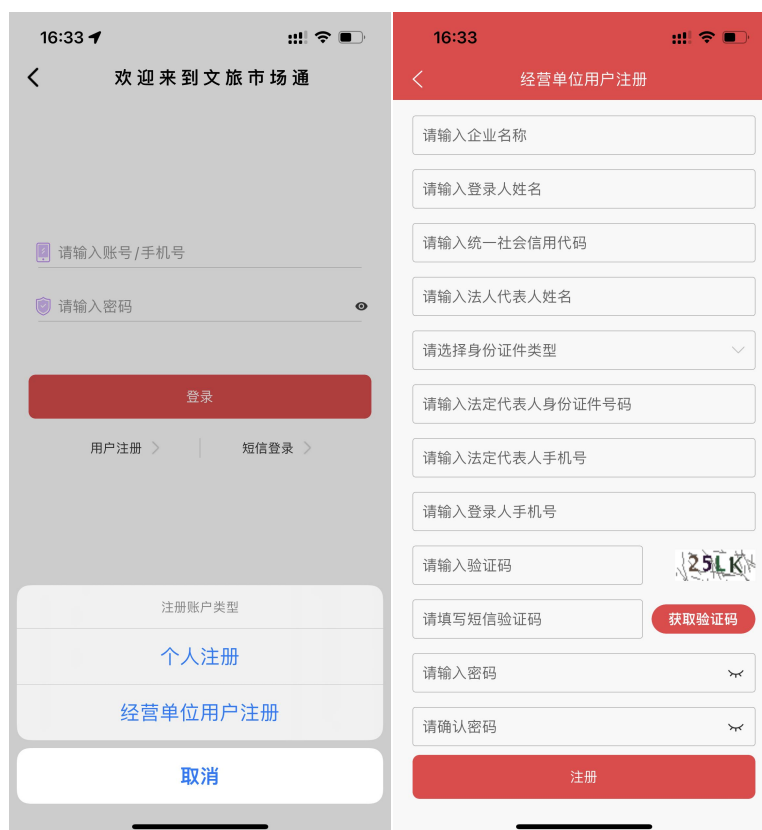 16:33
欢迎来到文旅市场通
请输入账号/手机号
请输入密码
登录
用户注册
短信登录
注册账户类型
个人注册
经营单位用户注册
取消
16:33
经营单位用户注册
请输入企业名称
请输入登录人姓名
请输入统一社会信用代码
请输入法人代表人姓名
请选择身份证件类型
请输入法定代表人身份证件号码
请输入法定代表人手机号
请输入登录人手机号
请输入验证码
25LK
请填写短信验证码
获取验证码
请输入密码
请确认密码
注册